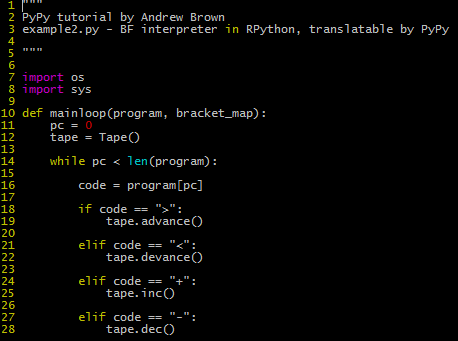 1 """
2 PyPy tutorial by Andrew Brown
3 example2.py - BF interpreter in RPython, translatable by PyPy
4
5 """
6
7 import os
8 import sys
9
10 def mainloop(program, bracket_map):
11     pc = 0
12     tape = Tape()
13
14     while pc < len(program):
15
16         code = program[pc]
17
18         if code == ">":
19             tape.advance()
20
21         elif code == "<":
22             tape.devance()
23
24         elif code == "+":
25             tape.inc()
26
27         elif code == "-":
28             tape.dec()